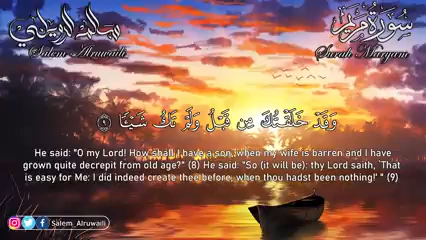 سالم الرويلي
سورة مريم
Salem Alruwaili
Surah Maryam
وَقَدْ خَلَقْتُكَ مِن قَبْلُ وَلَمْ تَكُ شَيْـًٔا ۝٩
He said: "O my Lord! How shall I have a son, when my wife is barren and I have
grown quite decrepit from old age?" (8) He said: "So (it will be): thy Lord saith, `That
is easy for Me: I did indeed create thee before, when thou hadst been nothing!' " (9)
Salem_Alruwaili